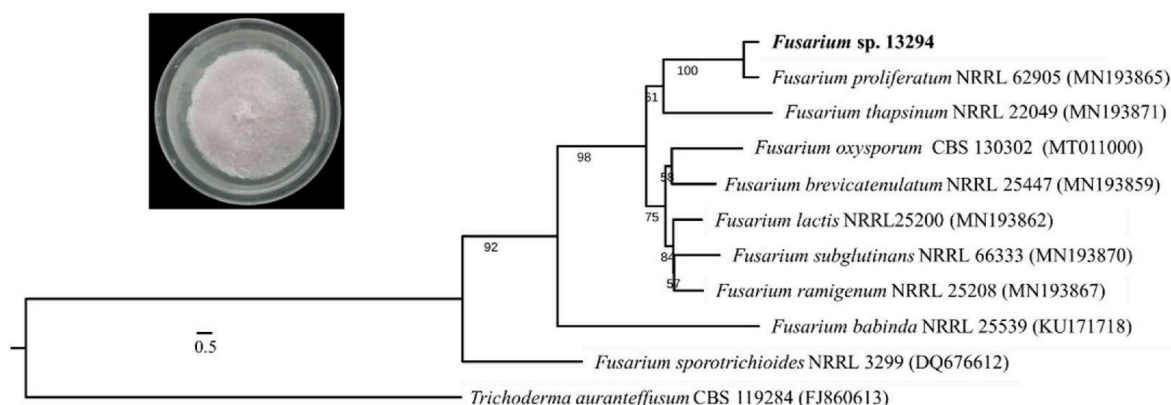 Fusarium sp. 13294
100
Fusarium proliferatum NRRL 62905 (MN193865)
61
Fusarium thapsinum NRRL 22049 (MN193871)
Fusarium oxysporum CBS 130302 (MT011000)
98
58
Fusarium brevicatenulatum NRRL 25447 (MN193859)
75
Fusarium lactis NRRL25200 (MN193862)
92
84
Fusarium subglutinans NRRL 66333 (MN193870)
57
Fusarium ramigenum NRRL 25208 (MN193867)
Fusarium babinda NRRL 25539 (KU171718)
0.5
Fusarium sporotrichioides NRRL 3299 (DQ676612)
Trichoderma auranteffusum CBS 119284 (FJ860613)